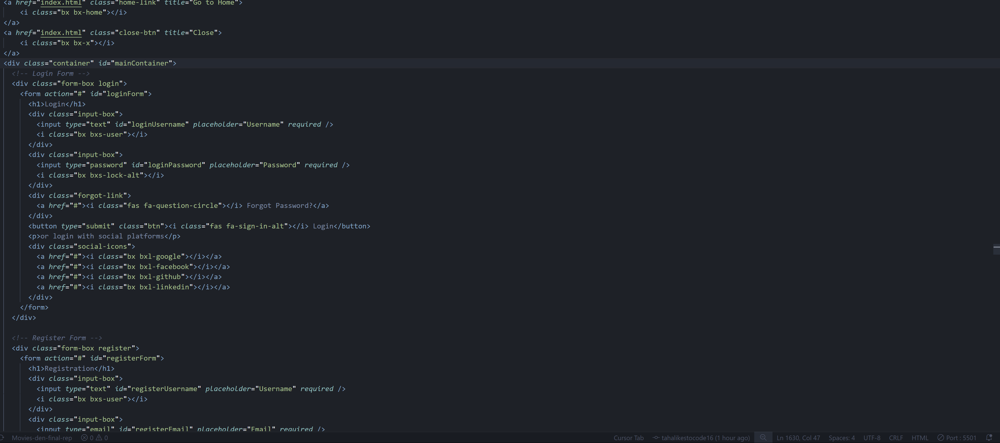 <a href="index.html" class="home-link" title="Go to Home">
<i class="bx bx-home"></i>
</a>
<a href="index.html" class="close-btn" title="Close">
<i class="bx bx-x"></i>
</a>
<div class="container" id="mainContainer">
<!-- Login Form -->
<div class="form-box login">
<form action="#" id="loginForm">
<h1>Login</h1>
<div class="input-box">
<input type="text" id="loginUsername" placeholder="Username" required />
<i class="bx bxs-user"></i>
</div>
<div class="input-box">
<input type="password" id="loginPassword" placeholder="Password" required />
<i class="bx bxs-lock-alt"></i>
</div>
<div class="forgot-link">
<a href="#"><i class="fas fa-question-circle"></i> Forgot Password?</a>
</div>
<button type="submit" class="btn"><i class="fas fa-sign-in-alt"></i> Login</button>
<p>or login with social platforms</p>
<div class="social-icons">
<a href="#"><i class="bx bxl-google"></i></a>
<a href="#"><i class="bx bxl-facebook"></i></a>
<a href="#"><i class="bx bxl-github"></i></a>
<a href="#"><i class="bx bxl-linkedin"></i></a>
</div>
</form>
</div>
<!-- Register Form -->
<div class="form-box register">
<form action="#" id="registerForm">
<h1>Registration</h1>
<div class="input-box">
<input type="text" id="registerUsername" placeholder="Username" required />
<i class="bx bxs-user"></i>
</div>
<div class="input-box">
<input type="email" id="registerEmail" placeholder="Email" required />
Movies-den-final-rep 0 0 Cursor Tab tahalikestocode16 (1 hour ago) Ln 1630, Col 47 Spaces: 4 UTF-8 CRLF HTML Port : 5501